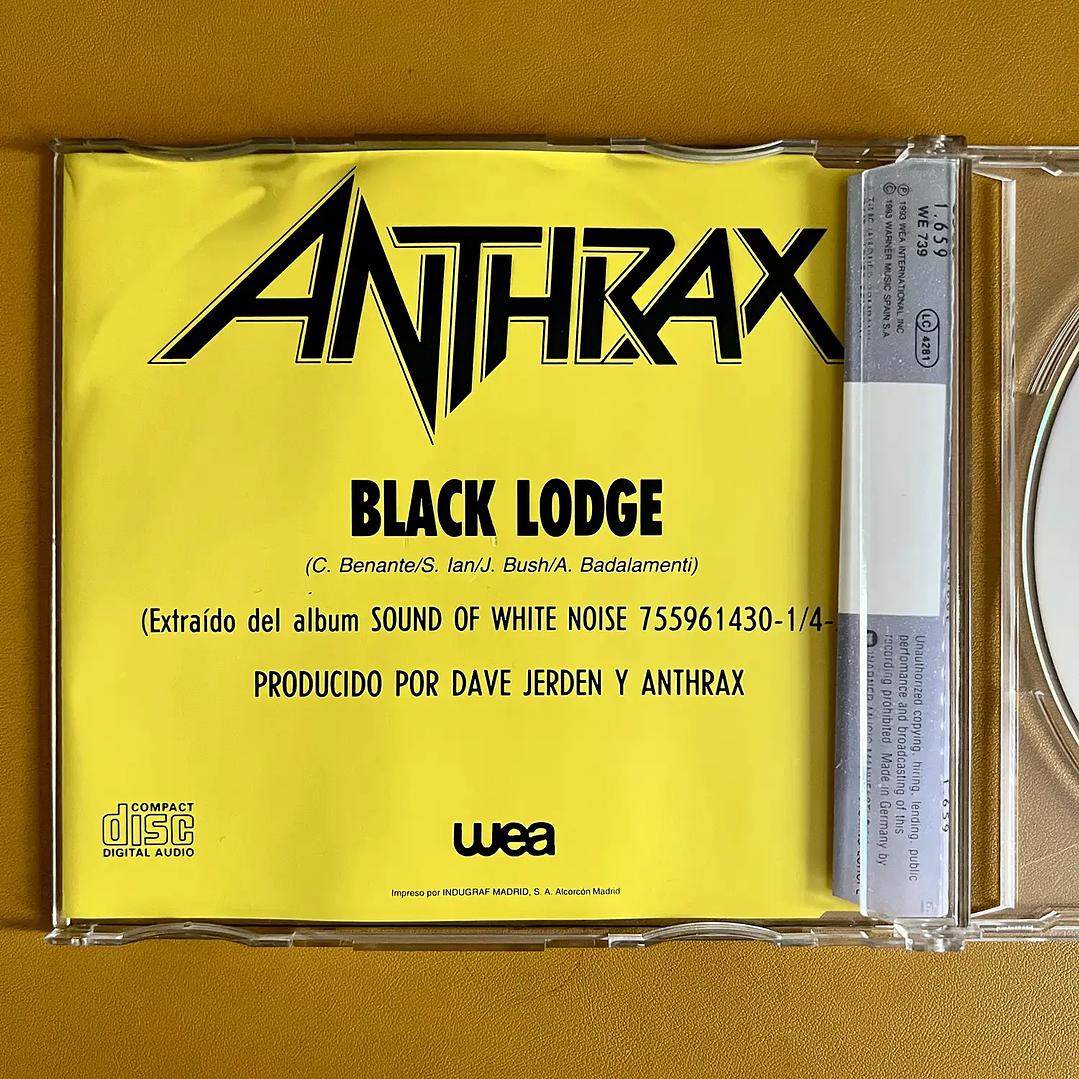 ANTHRAX
BLACK LODGE
(C. Benante/S. Ian/J. Bush/A. Badalamenti)
(Extraído del album SOUND OF WHITE NOISE 755961430-1/4-
PRODUCIDO POR DAVE JERDEN Y ANTHRAX
COMPACT
disc
DIGITAL AUDIO
wea
Impreso por INDUGRAF MADRID, S. A. Alcorcón Madrid
1.659
WE 739
LC 4281
℗ 1993 WEA INTERNATIONAL INC
© 1993 WARNER MUSIC SPAIN S.A.
Unauthorized copying, hiring, lending, public
perfomance and broadcasting of this
recording prohibited. Made in Germany by
WARNER MUSIC
1.659